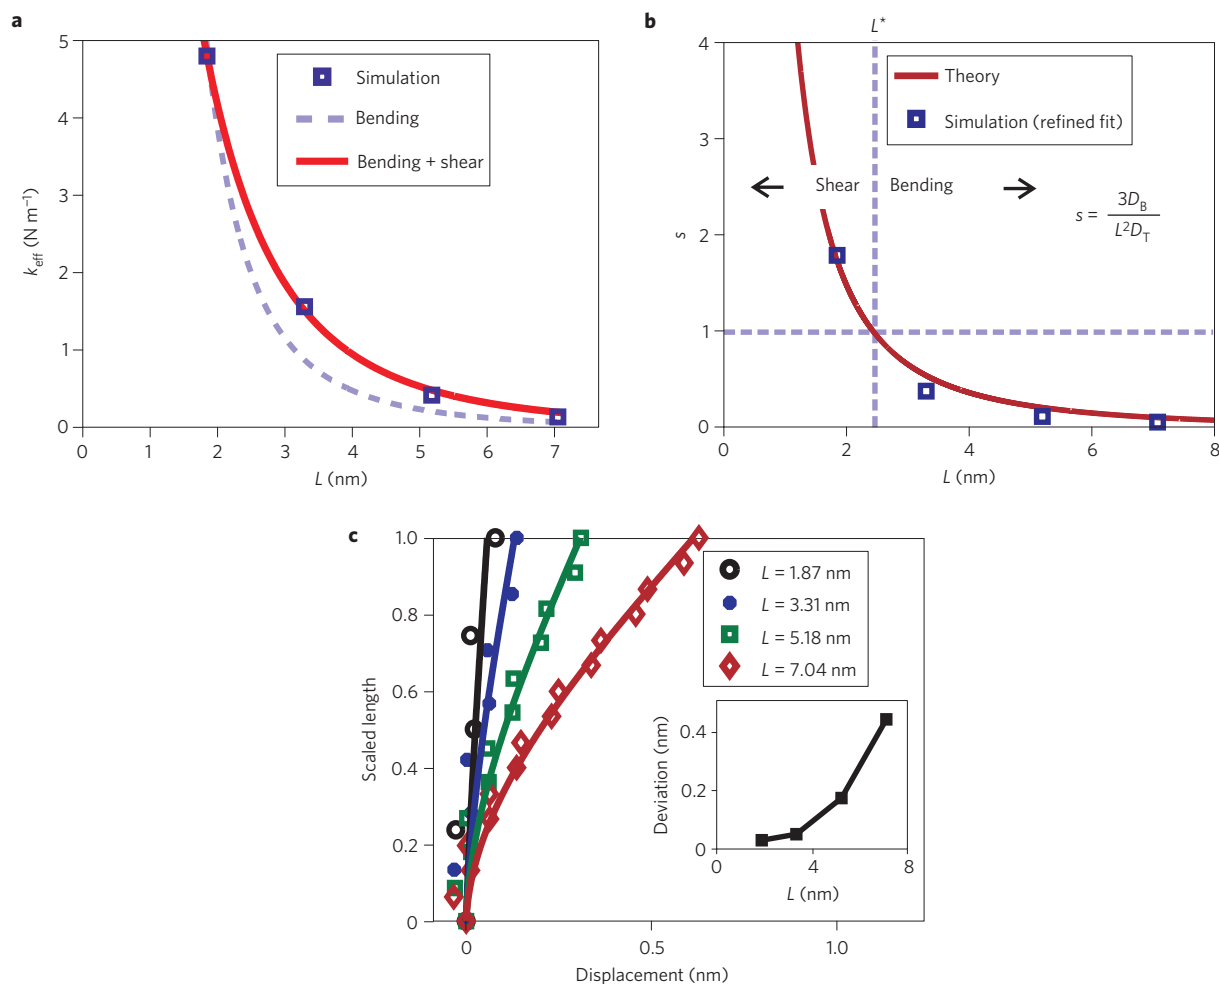 a
5
4
3
2
1
0
k_eff (N m⁻¹)
Simulation
Bending
Bending + shear
0 1 2 3 4 5 6 7
L (nm)
b
L*
4
3
2
1
0
s
Theory
Simulation (refined fit)
Shear Bending
s = 3D_B / L²D_T
0 2 4 6 8
L (nm)
c
1.0
0.8
0.6
0.4
0.2
0
Scaled length
L = 1.87 nm
L = 3.31 nm
L = 5.18 nm
L = 7.04 nm
0.4
0.2
0
Deviation (nm)
0 4 8
L (nm)
0 0.5 1.0
Displacement (nm)